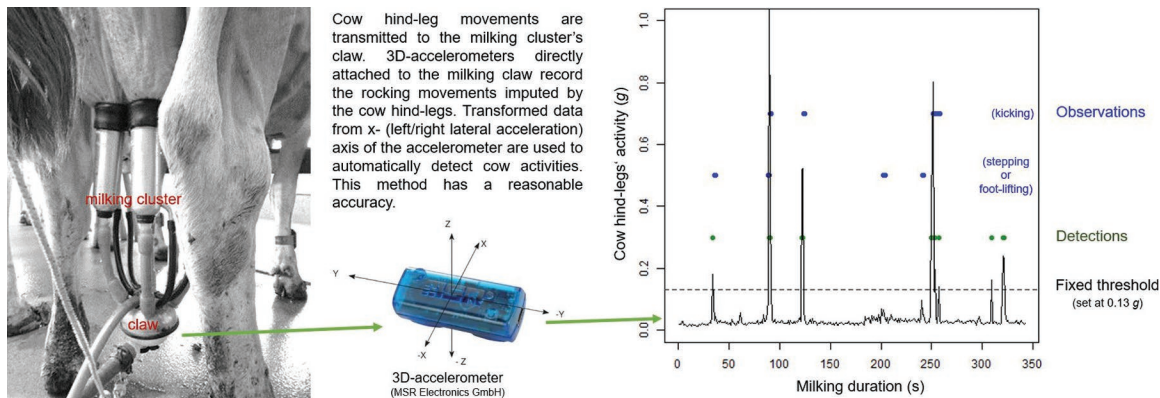 milking cluster
claw
Cow hind-leg movements are
transmitted to the milking cluster's
claw. 3D-accelerometers directly
attached to the milking claw record
the rocking movements imputed by
the cow hind-legs. Transformed data
from x- (left/right lateral acceleration)
axis of the accelerometer are used to
automatically detect cow activities.
This method has a reasonable
accuracy.
Z
X
Y
-Y
-X
- Z
3D-accelerometer
(MSR Electronics GmbH)
Cow hind-legs' activity (g)
1.0
0.8
0.6
0.4
0.2
0.0
(kicking)
(stepping
or
foot-lifting)
0 50 100 150 200 250 300 350
Milking duration (s)
Observations
Detections
Fixed threshold
(set at 0.13 g)